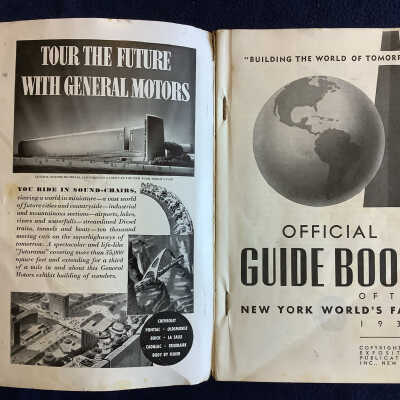 TOUR THE FUTURE
WITH GENERAL MOTORS
YOU RIDE IN SOUND-CHAIRS,
viewing a world in miniature—a vast world
of future cities and countryside—industrial
and mountainous sections—airports, lakes,
rivers and waterfalls—streamlined Diesel
trains, tunnels and boats—ten thousand
moving cars on the superhighways of
tomorrow. A spectacular and life-like
"futurama" covering more than 35,000
square feet and extending for a third
of a mile in and about this General
Motors exhibit building of wonders.
CHEVROLET
PONTIAC · OLDSMOBILE
BUICK · LA SALLE
CADILLAC · FRIGIDAIRE
BODY BY FISHER
"BUILDING THE WORLD OF TOMORR
OFFICIAL
GUIDE BOO
OF T
NEW YORK WORLD'S FA
193
COPYRIGH
EXPOSIT
PUBLICAT
INC., NEW